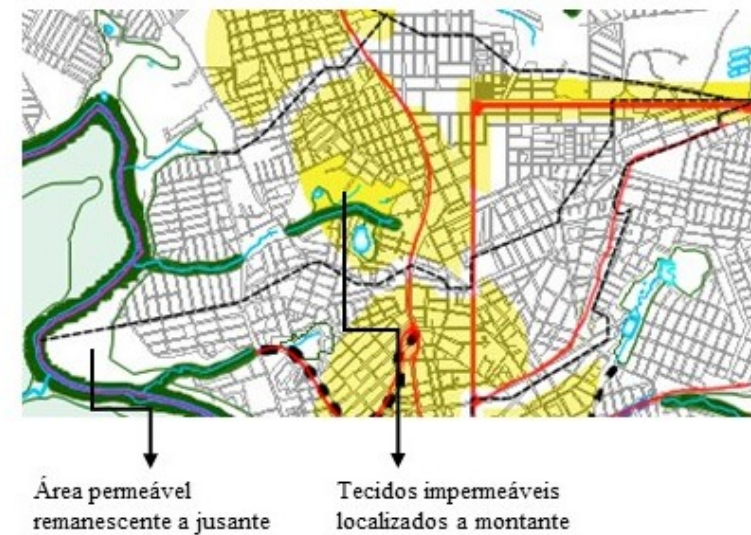 Área permeável
remanescente a jusante
Tecidos impermeáveis
localizados a montante